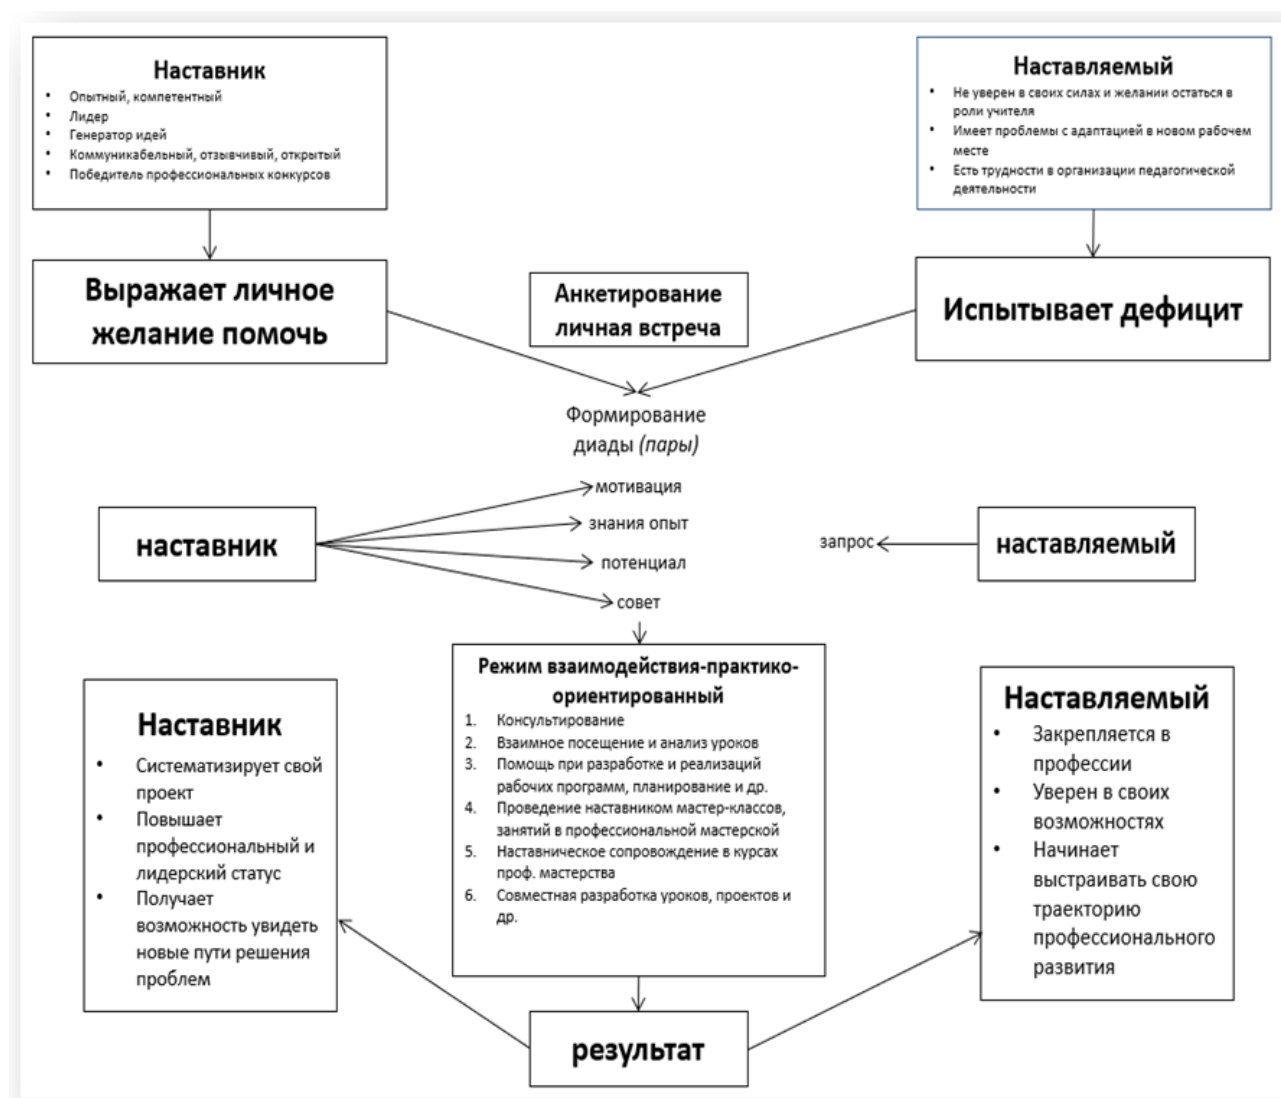 Наставник
• Опытный, компетентный
• Лидер
• Генератор идей
• Коммуникабельный, отзывчивый, открытый
• Победитель профессиональных конкурсов
Наставляемый
• Не уверен в своих силах и желании остаться в
роли учителя
• Имеет проблемы с адаптацией в новом рабочем
месте
• Есть трудности в организации педагогической
деятельности
Выражает личное
желание помочь
Анкетирование
личная встреча
Испытывает дефицит
Формирование
диады (пары)
мотивация
знания опыт
потенциал
совет
наставник
запрос
наставляемый
Режим взаимодействия-практико-
ориентированный
1. Консультирование
2. Взаимное посещение и анализ уроков
3. Помощь при разработке и реализаций
рабочих программ, планирование и др.
4. Проведение наставником мастер-классов,
занятий в профессиональной мастерской
5. Наставническое сопровождение в курсах
проф. мастерства
6. Совместная разработка уроков, проектов и
др.
Наставник
• Систематизирует свой
проект
• Повышает
профессиональный и
лидерский статус
• Получает
возможность увидеть
новые пути решения
проблем
Наставляемый
• Закрепляется в
профессии
• Уверен в своих
возможностях
• Начинает
выстраивать свою
траекторию
профессионального
развития
результат